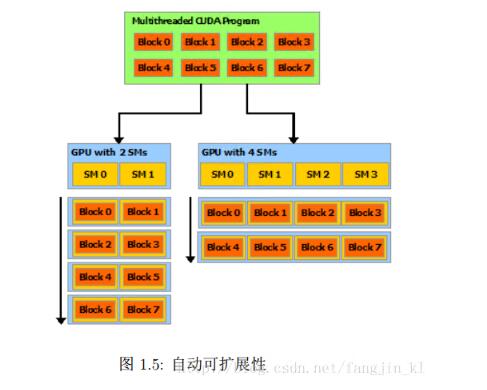 Multithreaded CUDA Program
Block 0 Block 1 Block 2 Block 3
Block 4 Block 5 Block 6 Block 7
GPU with 2 SMs
SM 0 SM 1
Block 0 Block 1
Block 2 Block 3
Block 4 Block 5
Block 6 Block 7
GPU with 4 SMs
SM 0 SM 1 SM 2 SM 3
Block 0 Block 1 Block 2 Block 3
Block 4 Block 5 Block 6 Block 7
图 1.5: 自动可扩展性
csdn.net/fangjin_kl